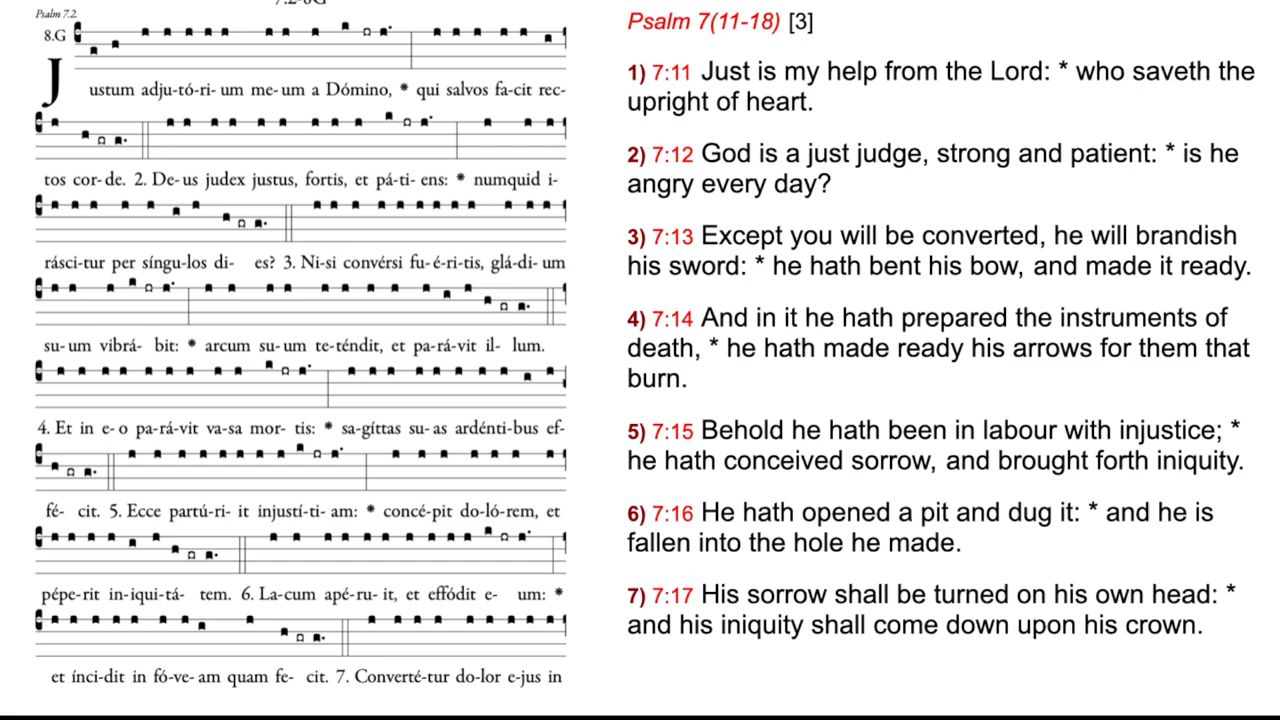 7.2-8G
Psalm 7.2.
8.G
Justum adju-tó-ri- um me-um a Dómino, * qui salvos fa-cit rec-
tos cor-de. 2. De-us judex justus, fortis, et pá-ti-ens: * numquid i-
rásci-tur per síngu-los di- es? 3. Ni-si convérsi fu-é-ri-tis, glá-di-um
su-um vibrá- bit: * arcum su-um te-téndit, et pa-rá-vit il- lum.
4. Et in e-o pa-rá-vit va-sa mor- tis: * sa-gíttas su-as ardénti-bus ef-
fé- cit. 5. Ecce partú-ri- it injustí-ti-am: * concé-pit do-ló-rem, et
pépe-rit in-iqui-tá- tem. 6. La-cum apé-ru-it, et effódit e- um: *
et ínci-dit in fó-ve-am quam fe- cit. 7. Converté-tur do-lor e-jus in
Psalm 7(11-18) [3]
1) 7:11 Just is my help from the Lord: * who saveth the
upright of heart.
2) 7:12 God is a just judge, strong and patient: * is he
angry every day?
3) 7:13 Except you will be converted, he will brandish
his sword: * he hath bent his bow, and made it ready.
4) 7:14 And in it he hath prepared the instruments of
death, * he hath made ready his arrows for them that
burn.
5) 7:15 Behold he hath been in labour with injustice; *
he hath conceived sorrow, and brought forth iniquity.
6) 7:16 He hath opened a pit and dug it: * and he is
fallen into the hole he made.
7) 7:17 His sorrow shall be turned on his own head: *
and his iniquity shall come down upon his crown.